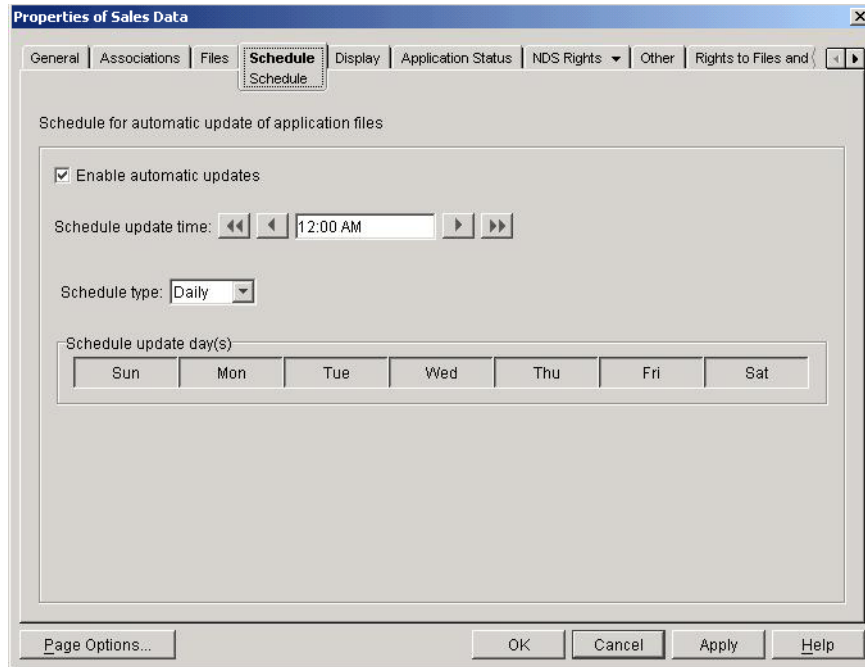 Properties of Sales Data
General Associations Files Schedule Display Application Status NDS Rights Other Rights to Files and
Schedule
Schedule for automatic update of application files
Enable automatic updates
Schedule update time: 12:00 AM
Schedule type: Daily
Schedule update day(s)
Sun Mon Tue Wed Thu Fri Sat
Page Options... OK Cancel Apply Help